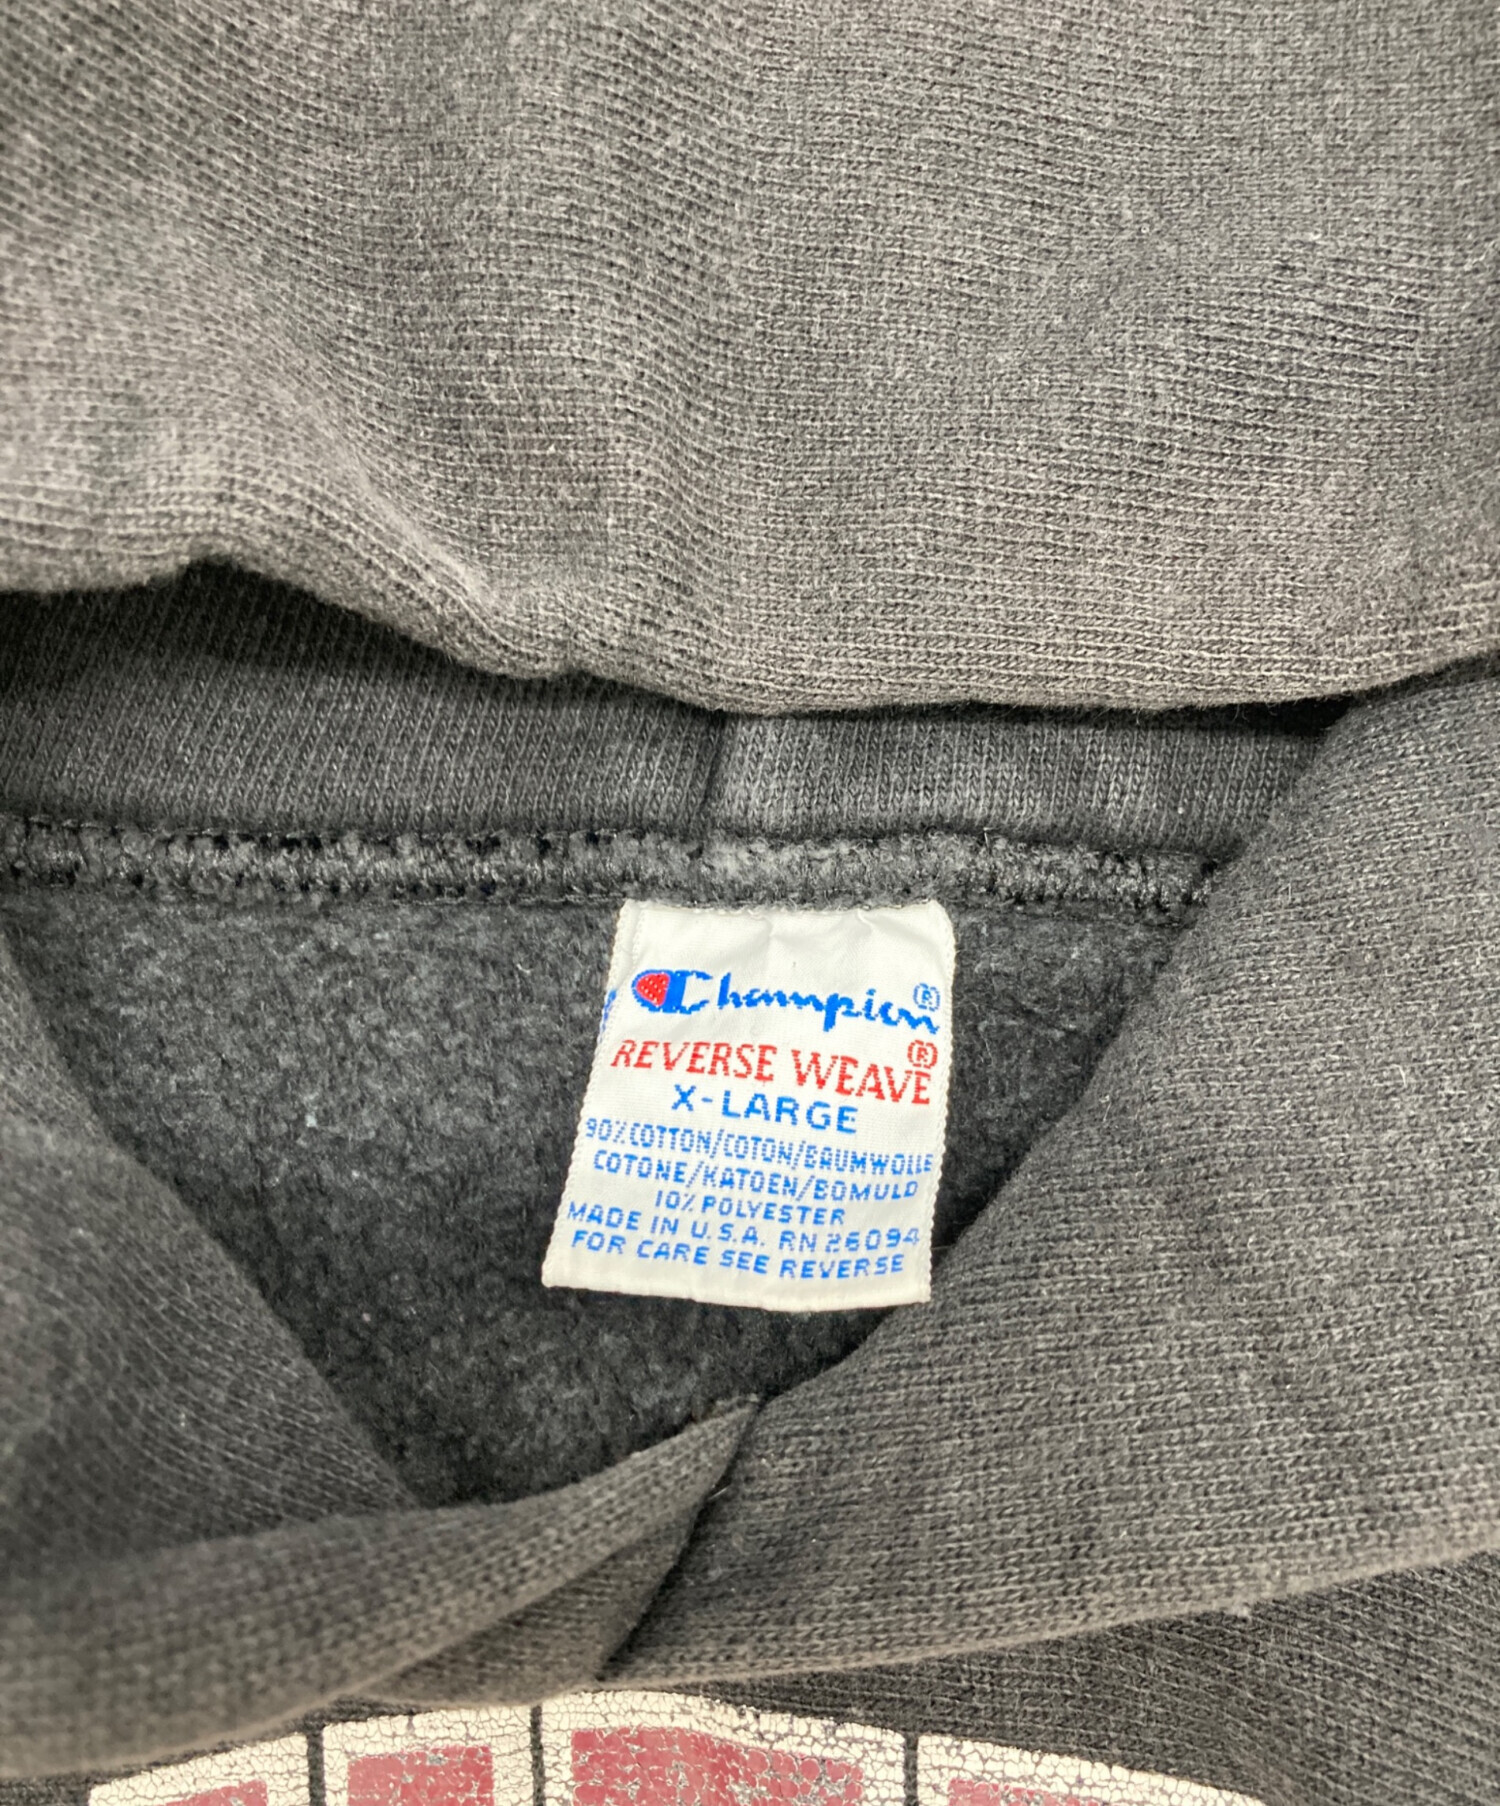 Champion®
REVERSE WEAVE®
X-LARGE
90% COTTON/COTON/BAUMWOLLE
COTONE/KATOEN/BOMULD
10% POLYESTER
MADE IN U.S.A. RN 26094
FOR CARE SEE REVERSE